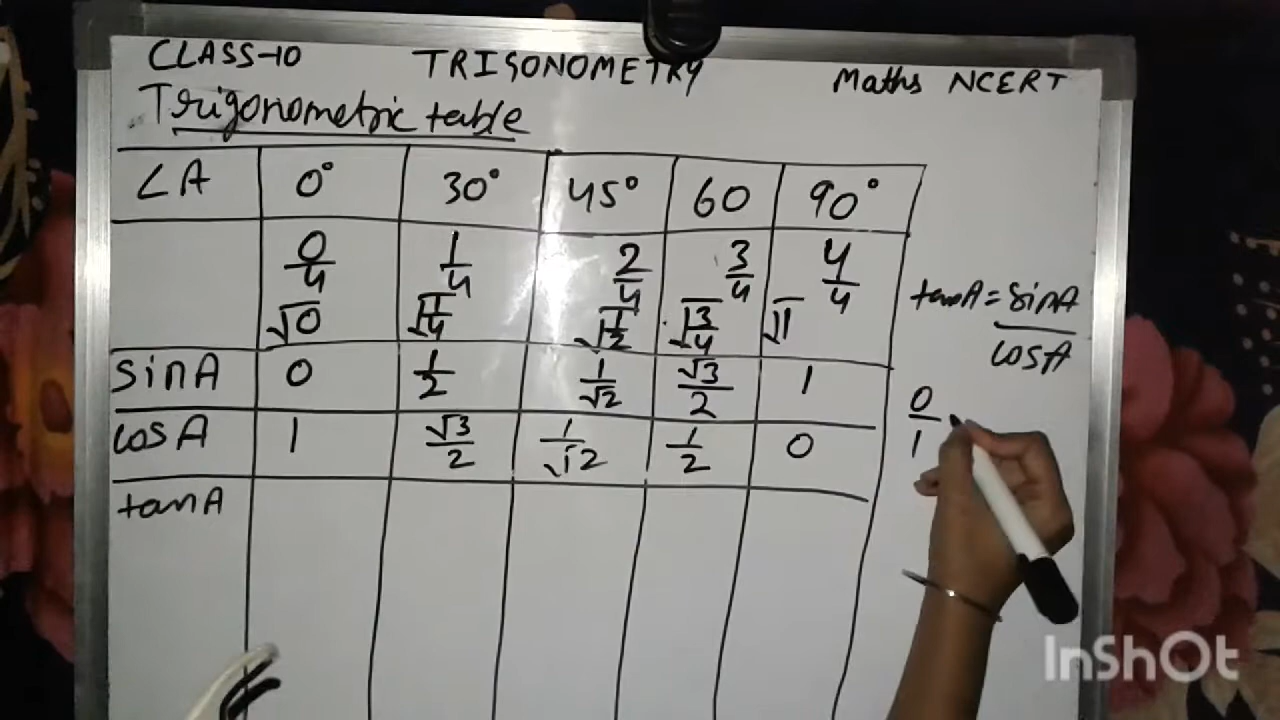 CLASS-10 TRIGONOMETRY Maths NCERT
Trigonometric table
∠A 0° 30° 45° 60 90°
0/4 1/4 2/4 3/4 4/4
√0 √1/4 √1/2 √3/4 √1
tanA = sinA/cosA
sinA 0 1/2 1/√2 √3/2 1
cosA 1 √3/2 1/√2 1/2 0
0/1
tanA
InShOt